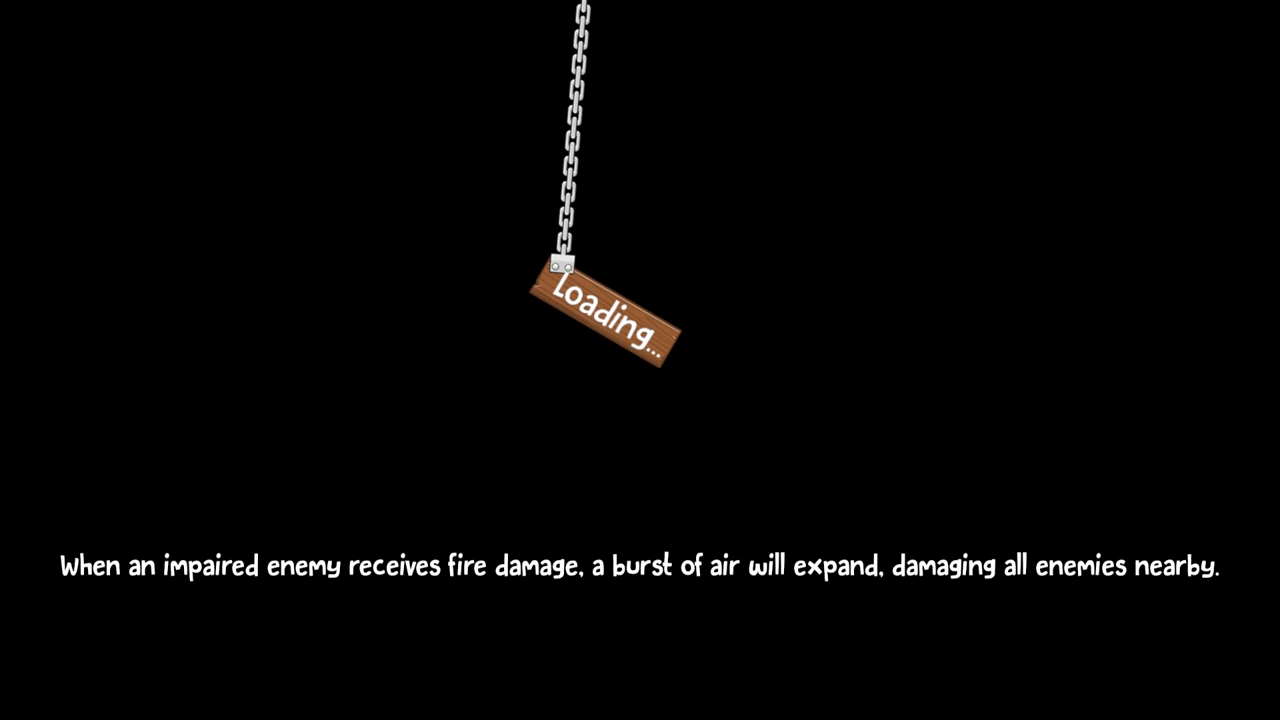 Loading...
When an impaired enemy receives fire damage, a burst of air will expand, damaging all enemies nearby.